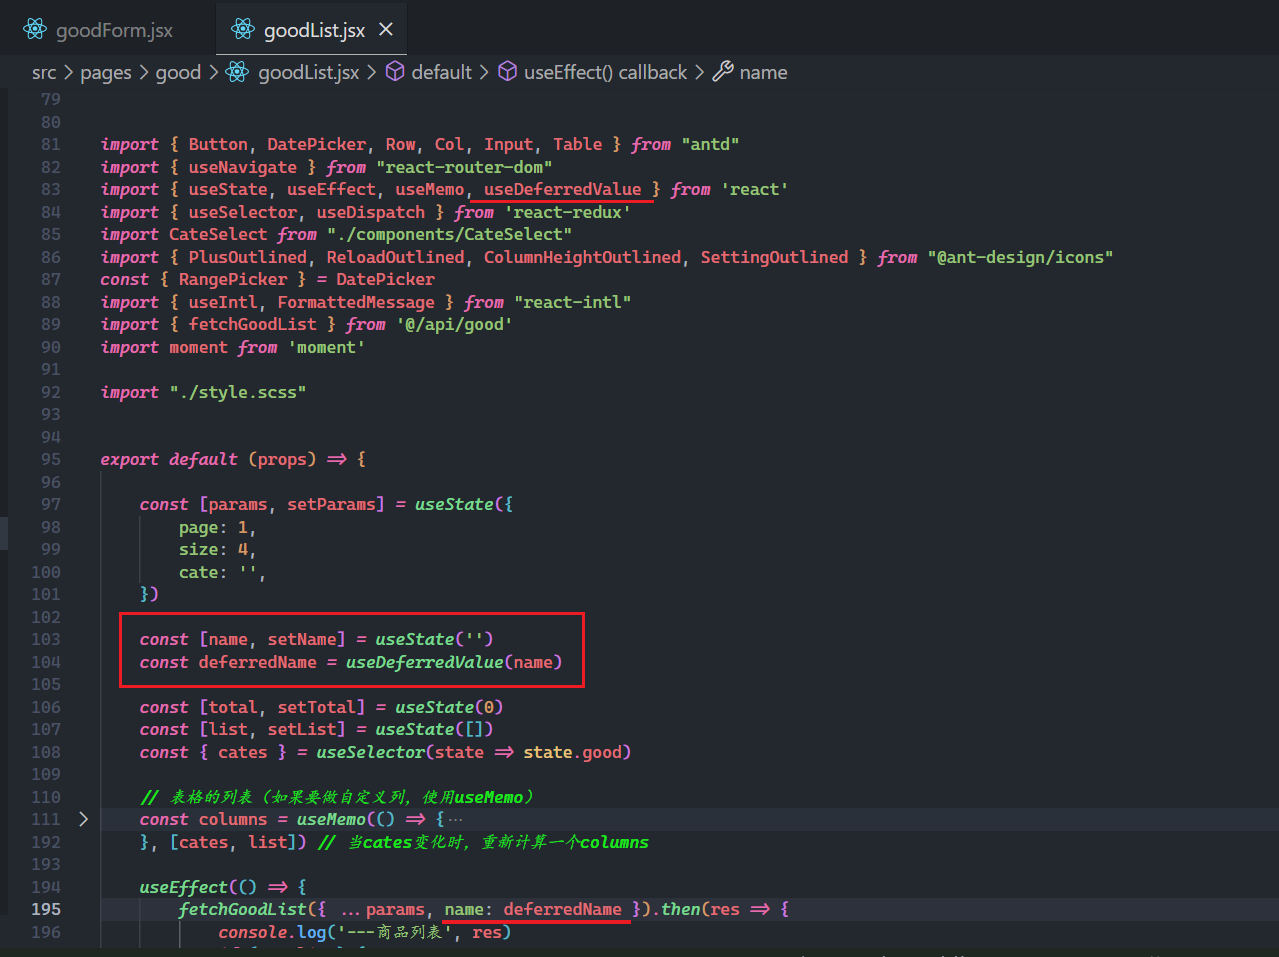 goodForm.jsx
goodList.jsx
src > pages > good > goodList.jsx > default > useEffect() callback > name
79
80
81 import { Button, DatePicker, Row, Col, Input, Table } from "antd"
82 import { useNavigate } from "react-router-dom"
83 import { useState, useEffect, useMemo, useDeferredValue } from 'react'
84 import { useSelector, useDispatch } from 'react-redux'
85 import CateSelect from "./components/CateSelect"
86 import { PlusOutlined, ReloadOutlined, ColumnHeightOutlined, SettingOutlined } from "@ant-design/icons"
87 const { RangePicker } = DatePicker
88 import { useIntl, FormattedMessage } from "react-intl"
89 import { fetchGoodList } from '@/api/good'
90 import moment from 'moment'
91
92 import "./style.scss"
93
94
95 export default (props) => {
96
97 const [params, setParams] = useState({
98 page: 1,
99 size: 4,
100 cate: '',
101 })
102
103 const [name, setName] = useState('')
104 const deferredName = useDeferredValue(name)
105
106 const [total, setTotal] = useState(0)
107 const [list, setList] = useState([])
108 const { cates } = useSelector(state => state.good)
109
110 // 表格的列表（如果要做自定义列，使用useMemo）
111 const columns = useMemo(() => {…
192 }, [cates, list]) // 当cates变化时，重新计算一个columns
193
194 useEffect(() => {
195 fetchGoodList({ ...params, name: deferredName }).then(res => {
196 console.log('---商品列表', res)